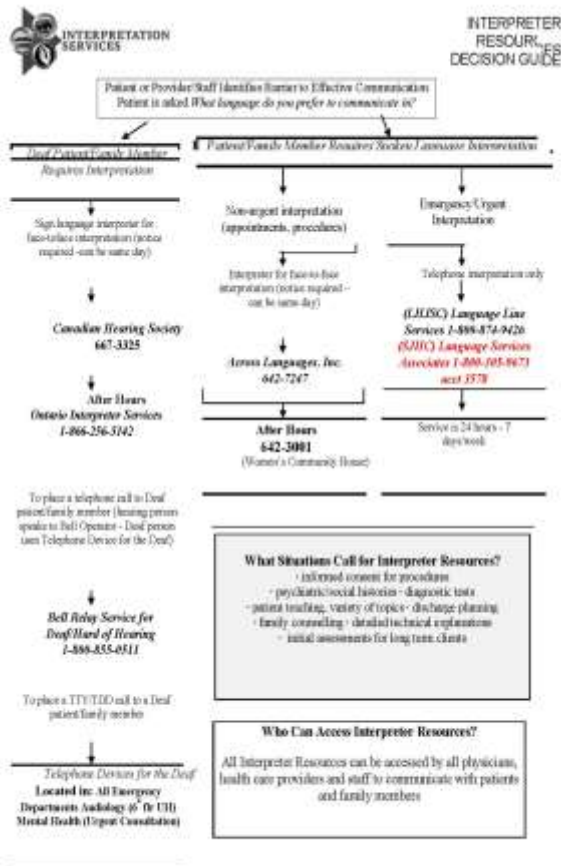 INTERPRETATION
SERVICES
INTERPRETER
RESOURCES
DECISION GUIDE
Patient or Provider/Staff Identifies Barrier to Effective Communication
Patient is asked What language do you prefer to communicate in?
Deaf Patient/Family Member
Requires Interpretation
Sign language interpreter for
face-to-face interpretation (notice
required -can be same day)
Canadian Hearing Society
667-3325
After Hours
Ontario Interpreter Services
1-866-256-5142
To place a telephone call to Deaf
patient/family member (hearing person
speaks to Bell Operator - Deaf person
uses Telephone Device for the Deaf)
Bell Relay Service for
Deaf/Hard of Hearing
1-800-855-0511
To place a TTY/TDD call to a Deaf
patient/family member
Telephone Devices for the Deaf
Located in: All Emergency
Departments Audiology (6 flr UH)
Mental Health (Urgent Consultation)
Patient/Family Member Requires Spoken Language Interpretation
Non-urgent interpretation
(appointments, procedures)
Interpreter for face-to-face
interpretation (notice required –
can be same day)
Across Languages, Inc.
642-7247
After Hours
642-3001
(Women's Community House)
Emergency/Urgent
Interpretation
Telephone interpretation only
Language Line
Services 1-800-874-9426
(SJHC) Language Services
Associates
Service is 24 hours - 7
days/week
What Situations Call for Interpreter Resources?
- informed consent for procedures
- psychiatric/social histories - diagnostic tests
- patient teaching, variety of topics - discharge planning
- family counselling - detailed technical explanations
- initial assessments for long term clients
Who Can Access Interpreter Resources?
All Interpreter Resources can be accessed by all physicians,
health care providers and staff to communicate with patients
and family members